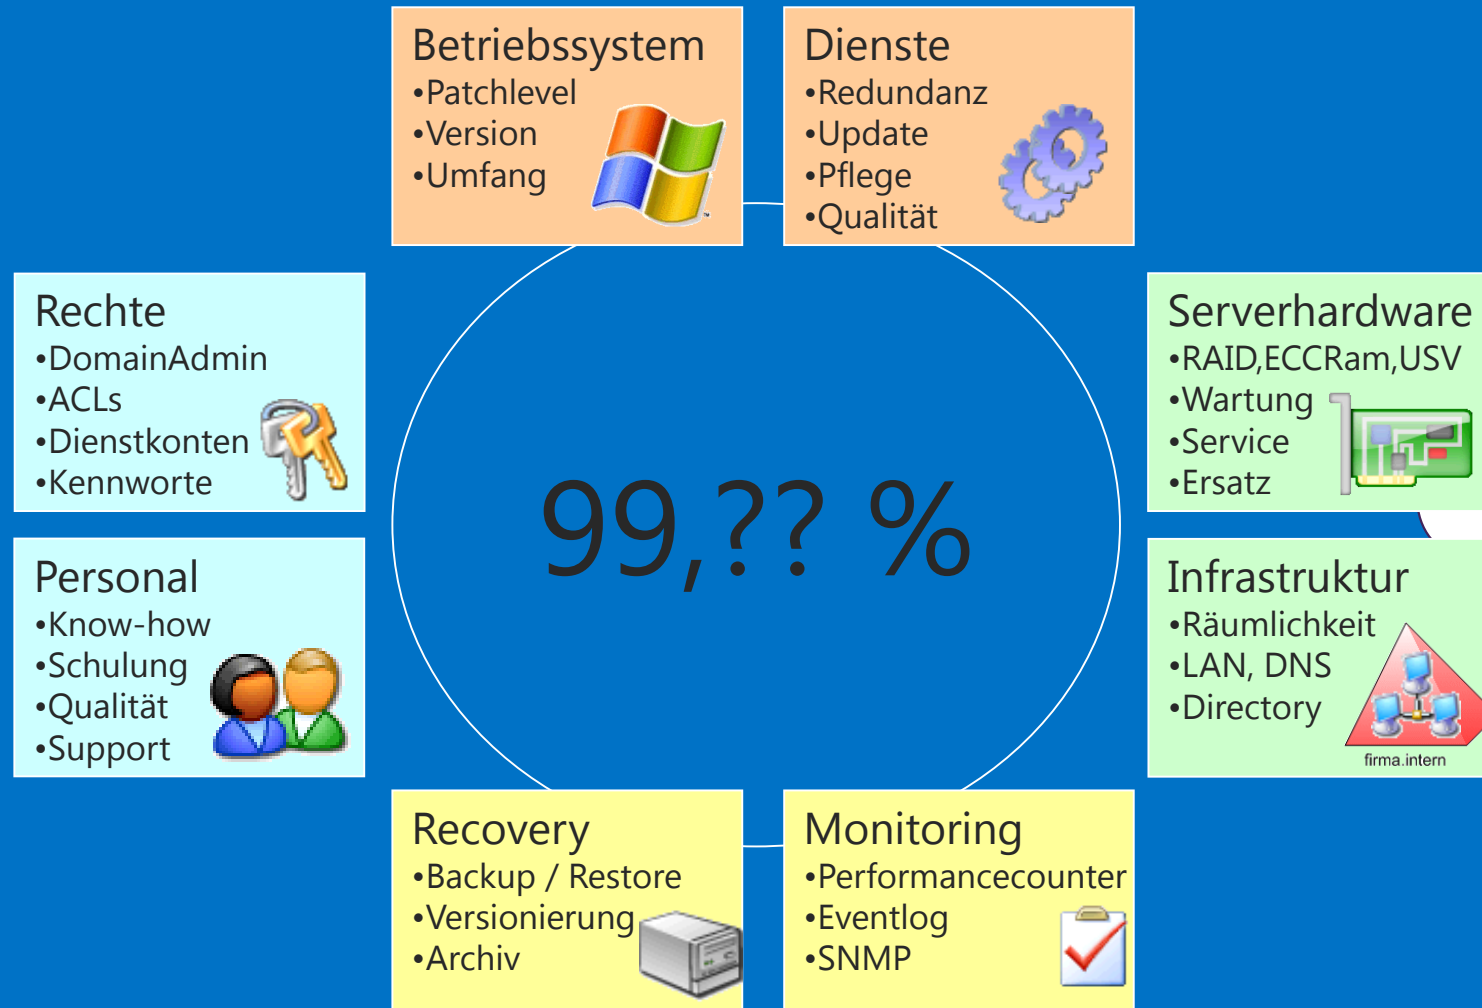 Betriebssystem
•Patchlevel
•Version
•Umfang
Dienste
•Redundanz
•Update
•Pflege
•Qualität
Rechte
•DomainAdmin
•ACLs
•Dienstkonten
•Kennworte
Serverhardware
•RAID,ECCRam,USV
•Wartung
•Service
•Ersatz
99,?? %
Personal
•Know-how
•Schulung
•Qualität
•Support
Infrastruktur
•Räumlichkeit
•LAN, DNS
•Directory
firma.intern
Recovery
•Backup / Restore
•Versionierung
•Archiv
Monitoring
•Performancecounter
•Eventlog
•SNMP